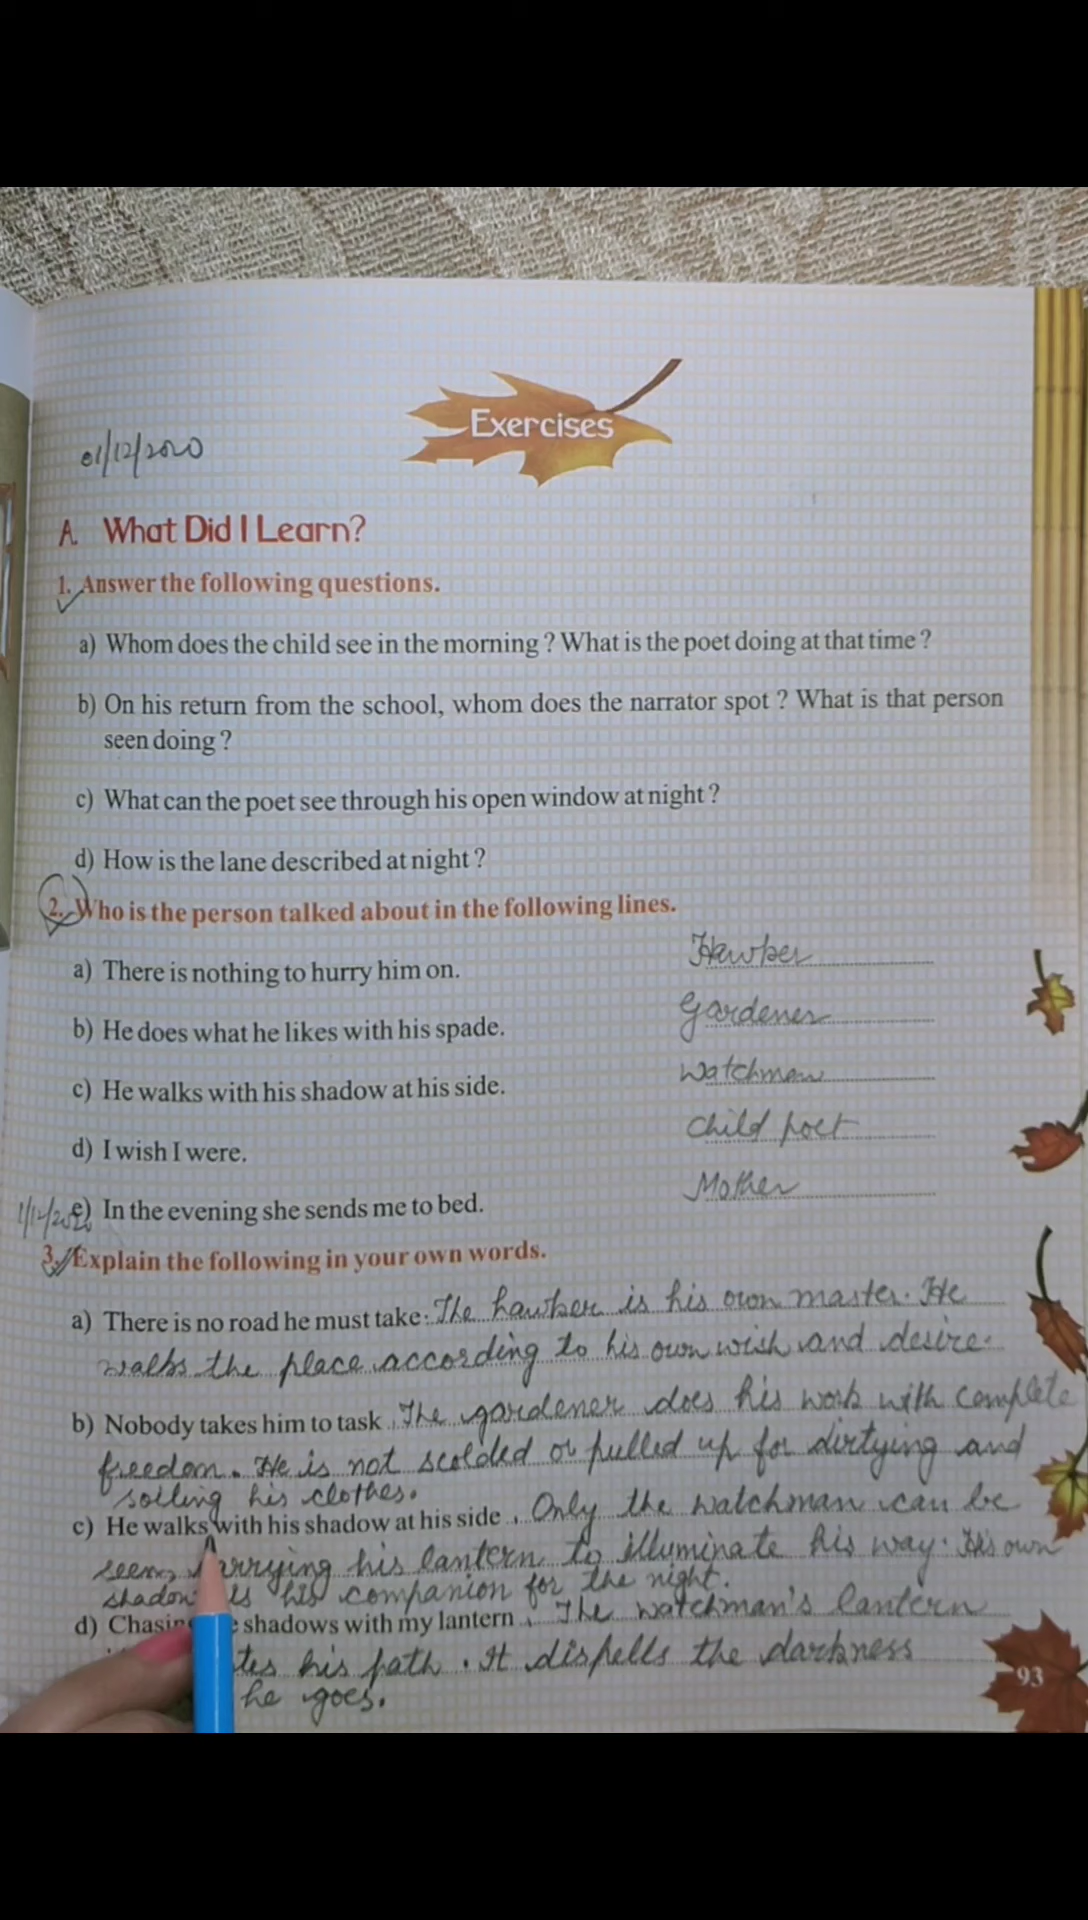 Exercises
01/12/2020
A. What Did I Learn?
1. Answer the following questions.
a) Whom does the child see in the morning ? What is the poet doing at that time ?
b) On his return from the school, whom does the narrator spot ? What is that person
seen doing ?
c) What can the poet see through his open window at night ?
d) How is the lane described at night ?
2. Who is the person talked about in the following lines.
a) There is nothing to hurry him on. Hawker
b) He does what he likes with his spade. Gardener
c) He walks with his shadow at his side. Watchman
d) I wish I were. Child poet
e) In the evening she sends me to bed. Mother
3. Explain the following in your own words.
a) There is no road he must take. The hawker is his own master. He
walks the place according to his own wish and desire.
b) Nobody takes him to task. The gardener does his work with complete
freedom. He is not scolded or pulled up for dirtying and
soiling his clothes.
c) He walks with his shadow at his side. Only the watchman can be
seen his lantern to illuminate his way. His own
shadow is his companion for the night.
d) shadows with my lantern. The watchman's lantern
his path. It dispells the darkness
he goes.
93